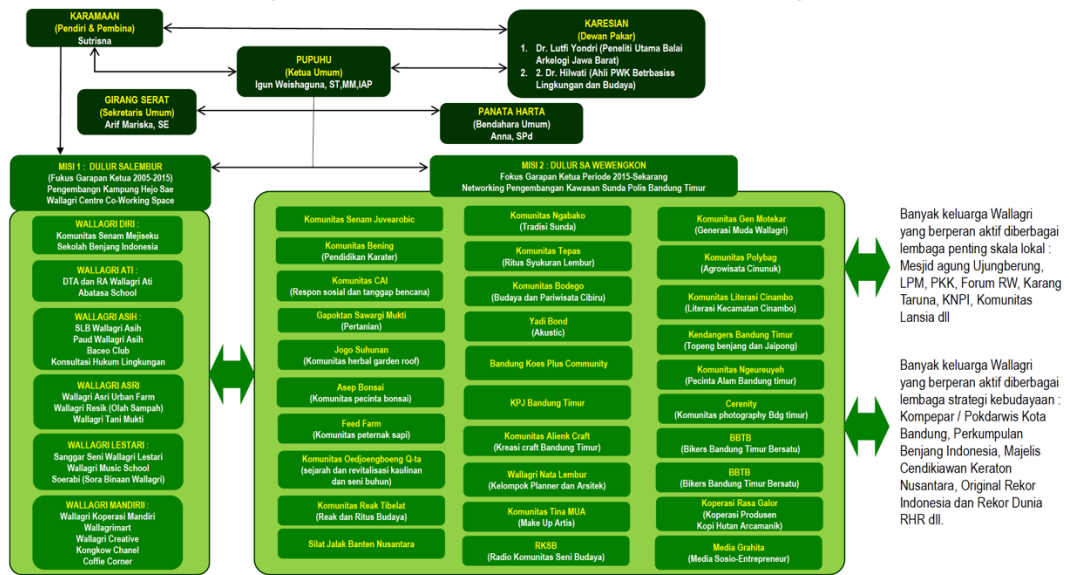 KARAMAAN
(Pendiri & Pembina)
Sutrisna
KARESIAN
(Dewan Pakar)
1. Dr. Lutfi Yondri (Peneliti Utama Balai
Arkelogi Jawa Barat)
2. 2. Dr. Hilwati (Ahli PWK Betrbasiss
Lingkungan dan Budaya)
PUPUHU
(Ketua Umum)
Igun Weishaguna, ST,MM,IAP
GIRANG SERAT
(Sekretaris Umum)
Arif Mariska, SE
PANATA HARTA
(Bendahara Umum)
Anna, SPd
MISI 1 : DULUR SALEMBUR
(Fokus Garapan Ketua 2005-2015)
Pengembangn Kampung Hejo Sae
Wallagri Centre Co-Working Space
MISI 2 : DULUR SA WEWENGKON
Fokus Garapan Ketua Periode 2015-Sekarang
Networking Pengembangan Kawasan Sunda Polis Bandung Timur
WALLAGRI DIRI :
Komunitas Senam Mejiseku
Sekolah Benjang Indonesia
WALLAGRI ATI :
DTA dan RA Wallagri Ati
Abatasa School
WALLAGRI ASIH :
SLB Wallagri Asih
Paud Wallagri Asih
Baceo Club
Konsultasi Hukum Lingkungan
WALLAGRI ASRI
Wallagri Asri Urban Farm
Wallagri Resik (Olah Sampah)
Wallagri Tani Mukti
WALLAGRI LESTARI :
Sanggar Seni Wallagri Lestari
Wallagri Music School
Soerabi (Sora Binaan Wallagri)
WALLAGRI MANDIRII :
Wallagri Koperasi Mandiri
Wallagrimart
Wallagri Creative
Kongkow Chanel
Coffie Corner
Komunitas Senam Juvearobic
Komunitas Bening
(Pendidikan Karater)
Komunitas CAI
(Respon sosial dan tanggap bencana)
Gapoktan Sawargi Mukti
(Pertanian)
Jogo Suhunan
(Komunitas herbal garden roof)
Asep Bonsai
(Komunitas pecinta bonsai)
Feed Farm
(Komunitas peternak sapi)
Komunitas Oedjoengboeng Q-ta
(sejarah dan revitalisasi kaulinan
dan seni buhun)
Komunitas Reak Tibelat
(Reak dan Ritus Budaya)
Silat Jalak Banten Nusantara
Komunitas Ngabako
(Tradisi Sunda)
Komunitas Tepas
(Ritus Syukuran Lembur)
Komunitas Bodego
(Budaya dan Pariwisata Cibiru)
Yadi Bond
(Akustic)
Bandung Koes Plus Community
KPJ Bandung Timur
Komunitas Alienk Craft
(Kreasi craft Bandung Timur)
Wallagri Nata Lembur
(Kelompok Planner dan Arsitek)
Komunitas Tina MUA
(Make Up Artis)
RKSB
(Radio Komunitas Seni Budaya)
Komunitas Gen Motekar
(Generasi Muda Wallagri)
Komunitas Polybag
(Agrowisata Cinunuk)
Komunitas Literasi Cinambo
(Literasi Kecamatan Cinambo)
Kendangers Bandung Timur
(Topeng benjang dan Jaipong)
Komunitas Ngeureuyeh
(Pecinta Alam Bandung timur)
Cerenity
(Komunitas photography Bdg timur)
BBTB
(Bikers Bandung Timur Bersatu)
BBTB
(Bikers Bandung Timur Bersatu)
Koperasi Rasa Galor
(Koperasi Produsen
Kopi Hutan Arcamanik)
Media Grahita
(Media Sosio-Entrepreneur)
Banyak keluarga Wallagri
yang berperan aktif diberbagai
lembaga penting skala lokal :
Mesjid agung Ujungberung,
LPM, PKK, Forum RW, Karang
Taruna, KNPI, Komunitas
Lansia dll
Banyak keluarga Wallagri
yang berperan aktif diberbagai
lembaga strategi kebudayaan :
Kompepar / Pokdarwis Kota
Bandung, Perkumpulan
Benjang Indonesia, Majelis
Cendikiawan Keraton
Nusantara, Original Rekor
Indonesia dan Rekor Dunia
RHR dll.